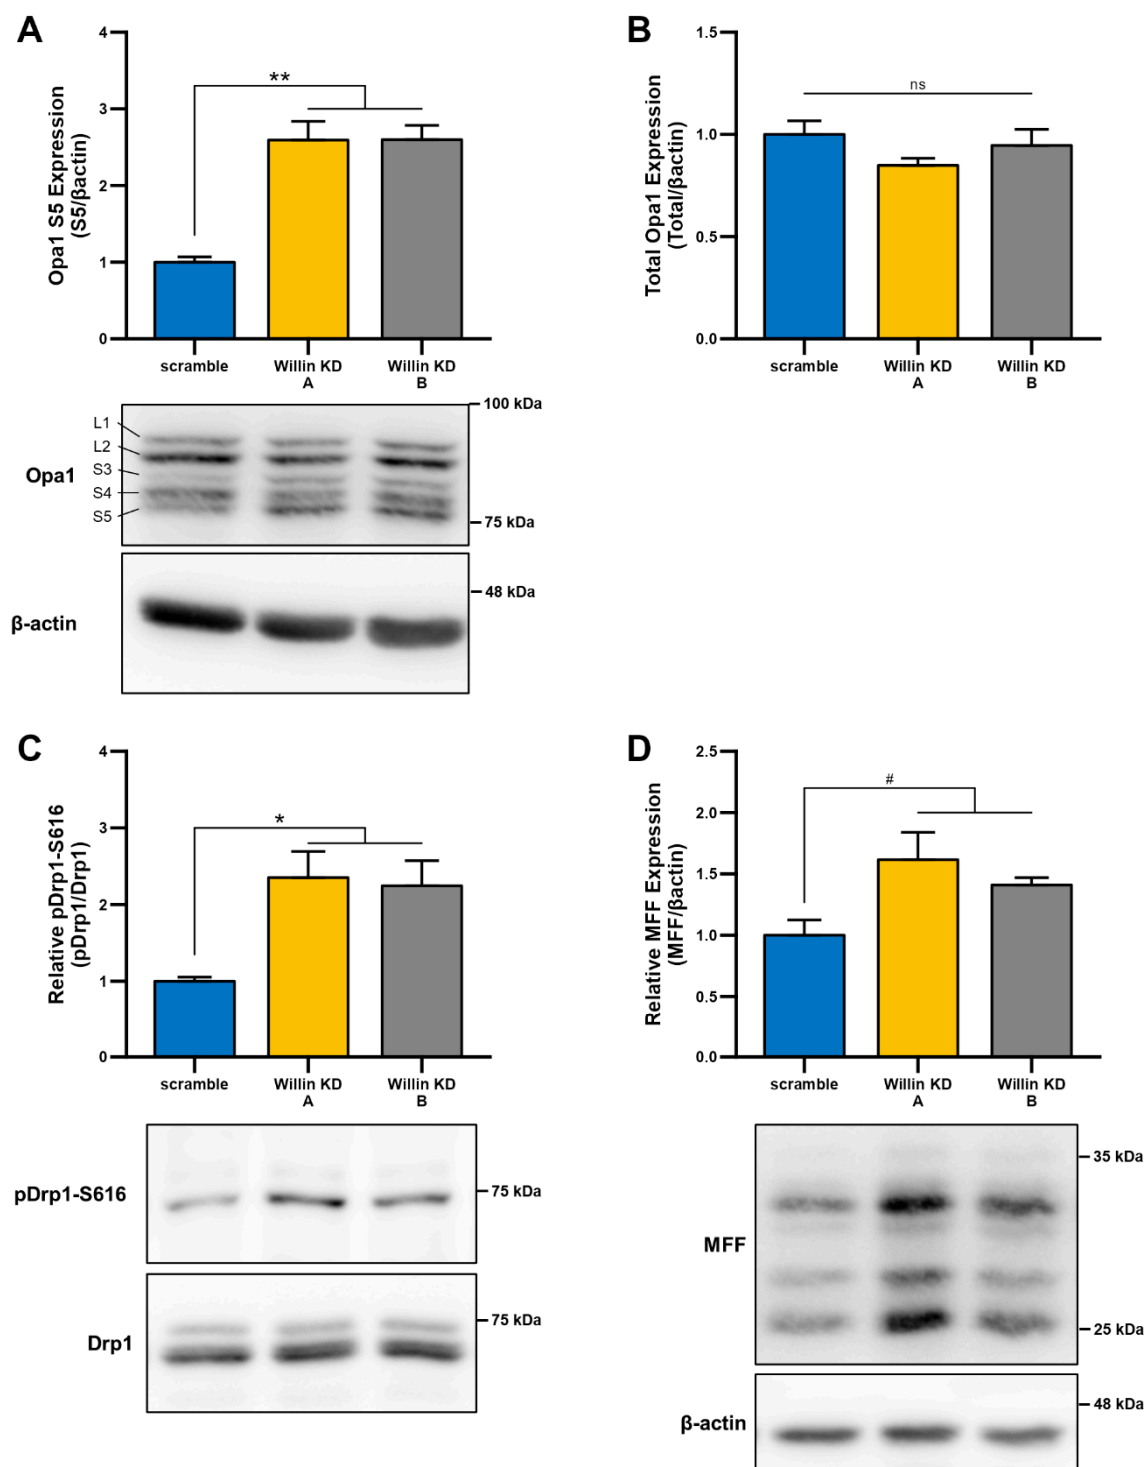 A
Opa1 S5 Expression
(S5/βactin)
4
3
2
1
0
**
scramble
Willin KD
A
Willin KD
B
Opa1
L1
L2
S3
S4
S5
100 kDa
75 kDa
β-actin
48 kDa
B
Total Opa1 Expression
(Total/βactin)
1.5
1.0
0.5
0.0
ns
scramble
Willin KD
A
Willin KD
B
C
Relative pDrp1-S616
(pDrp1/Drp1)
4
3
2
1
0
*
scramble
Willin KD
A
Willin KD
B
pDrp1-S616
75 kDa
Drp1
75 kDa
D
Relative MFF Expression
(MFF/βactin)
2.5
2.0
1.5
1.0
0.5
0.0
#
scramble
Willin KD
A
Willin KD
B
MFF
35 kDa
25 kDa
β-actin
48 kDa